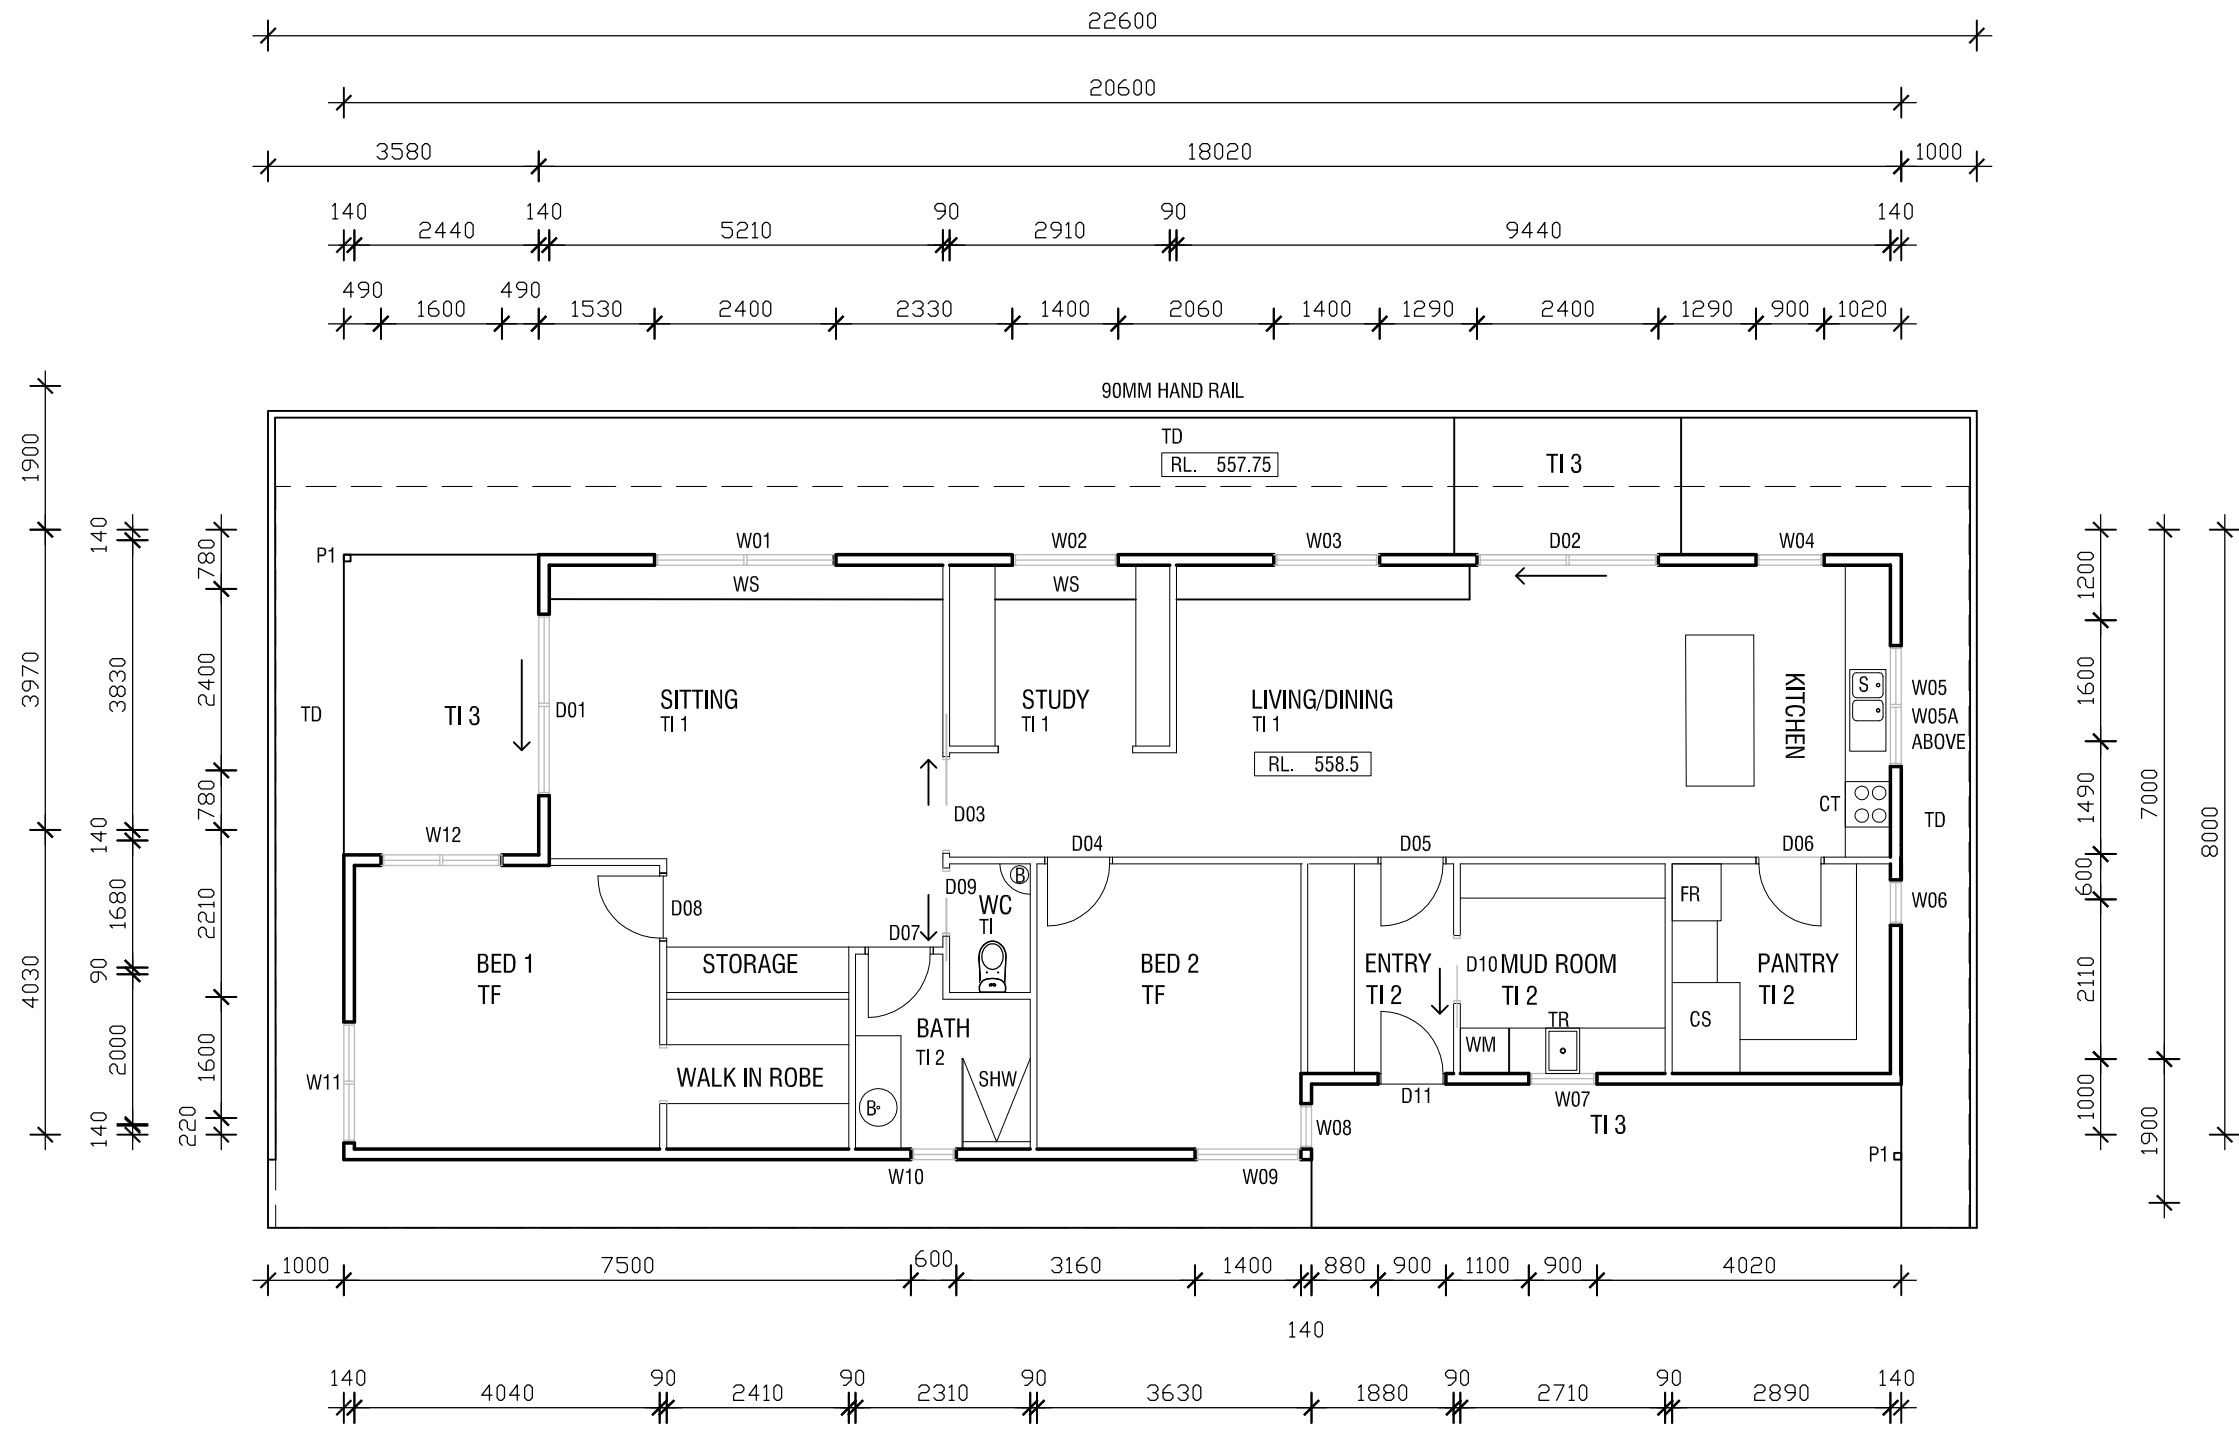 22600
20600
3580 18020 1000
140 140 90 90 140
2440 5210 2910 9440
490 490
1600 1530 2400 2330 1400 2060 1400 1290 2400 1290 900 1020
90MM HAND RAIL
TD
RL. 557.75
TI 3
W01 W02 W03 D02 W04
P1
WS WS
1900
3970
4030
140
3830
140
1680
90
2000
140
780
2400
780
2210
1600
220
TD
TI 3
D01
SITTING
TI 1
STUDY
TI 1
LIVING/DINING
TI 1
RL. 558.5
KITCHEN
S
W05
W05A
ABOVE
CT
TD
D03
W12
D04 D05 D06
D08
D09
B
WC
TI
FR
W06
D07
BED 1
TF
STORAGE
BED 2
TF
ENTRY
TI 2
D10
MUD ROOM
TI 2
PANTRY
TI 2
CS
BATH
TI 2
TR
WM
W11
WALK IN ROBE
SHW
B
D11
W07
TI 3
W08
P1
W10
W09
1200
1600
1490
600
2110
1000
7000
1900
8000
1000 7500 600 3160 1400 880 900 1100 900 4020
140
140 90 90 90 90 90 140
4040 2410 2310 3630 1880 2710 2890